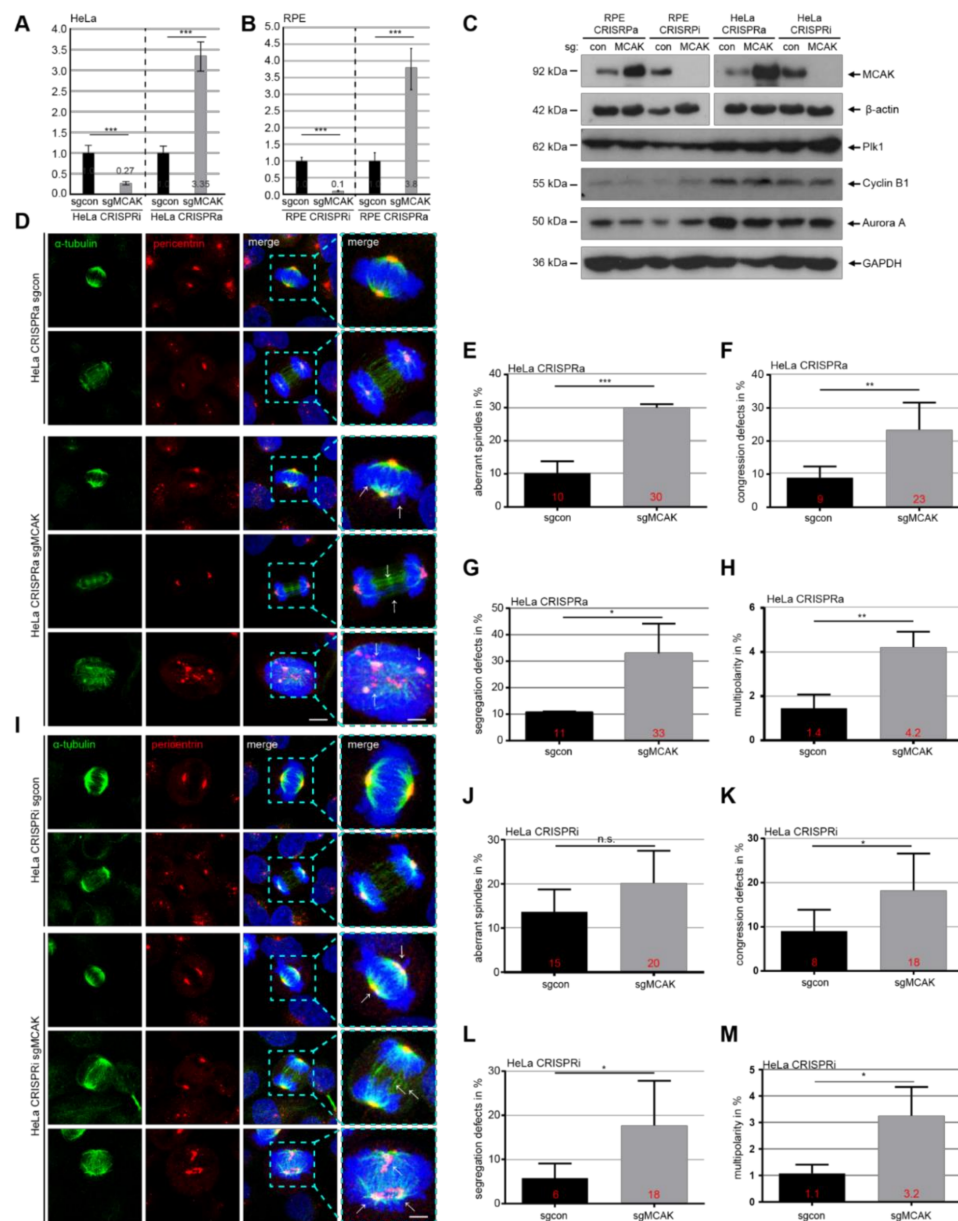 A
HeLa
***
***
4.0
3.5
3.0
2.5
2.0
1.5
1.0
0.5
0.0
1.0
0.27
1.0
3.35
sgcon sgMCAK sgcon sgMCAK
HeLa CRISPRi HeLa CRISPRa
B
RPE
***
***
5.0
4.5
4.0
3.5
3.0
2.5
2.0
1.5
1.0
0.5
0.0
1.0
0.1
1.0
3.8
sgcon sgMCAK sgcon sgMCAK
RPE CRISPRi RPE CRISPRa
C
RPE RPE HeLa HeLa
CRISRPa CRISRPi CRISPRa CRISPRi
sg: con MCAK con MCAK con MCAK con MCAK
92 kDa MCAK
42 kDa β-actin
62 kDa Plk1
55 kDa Cyclin B1
50 kDa Aurora A
36 kDa GAPDH
D
α-tubulin pericentrin merge merge
HeLa CRISPRa sgcon
HeLa CRISPRa sgMCAK
E
HeLa CRISPRa
***
aberrant spindles in %
40
30
20
10
0
10 30
sgcon sgMCAK
F
HeLa CRISPRa
**
congression defects in %
40
30
20
10
0
9 23
sgcon sgMCAK
G
HeLa CRISPRa
*
segregation defects in %
50
40
30
20
10
0
11 33
sgcon sgMCAK
H
HeLa CRISPRa
**
multipolarity in %
6
4
2
0
1.4 4.2
sgcon sgMCAK
I
α-tubulin pericentrin merge merge
HeLa CRISPRi sgcon
HeLa CRISPRi sgMCAK
J
HeLa CRISPRi
n.s.
aberrant spindles in %
30
20
10
0
15 20
sgcon sgMCAK
K
HeLa CRISPRi
*
congression defects in %
30
20
10
0
8 18
sgcon sgMCAK
L
HeLa CRISPRi
*
segregation defects in %
30
20
10
0
6 18
sgcon sgMCAK
M
HeLa CRISPRi
*
multipolarity in %
5
4
3
2
1
0
1.1 3.2
sgcon sgMCAK